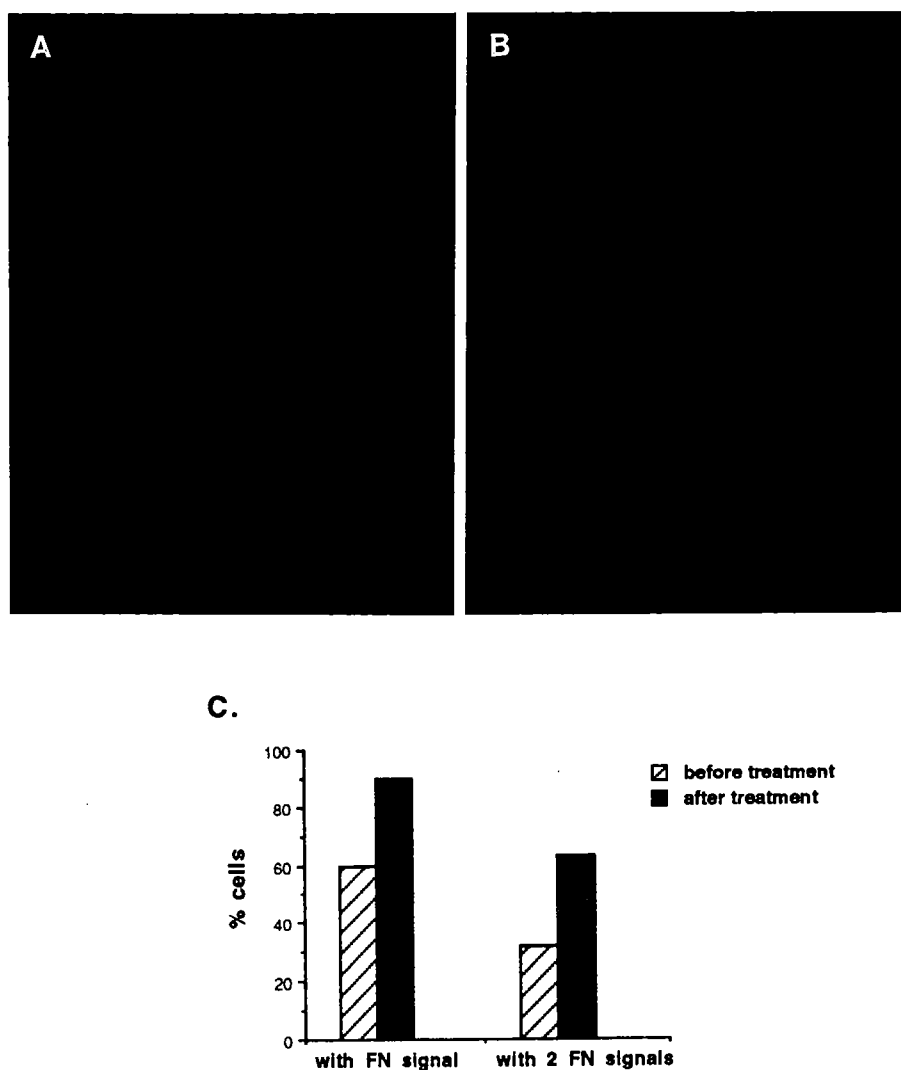 A
B
C.
100
80
60
40
20
0
% cells
before treatment
after treatment
with FN signal
with 2 FN signals